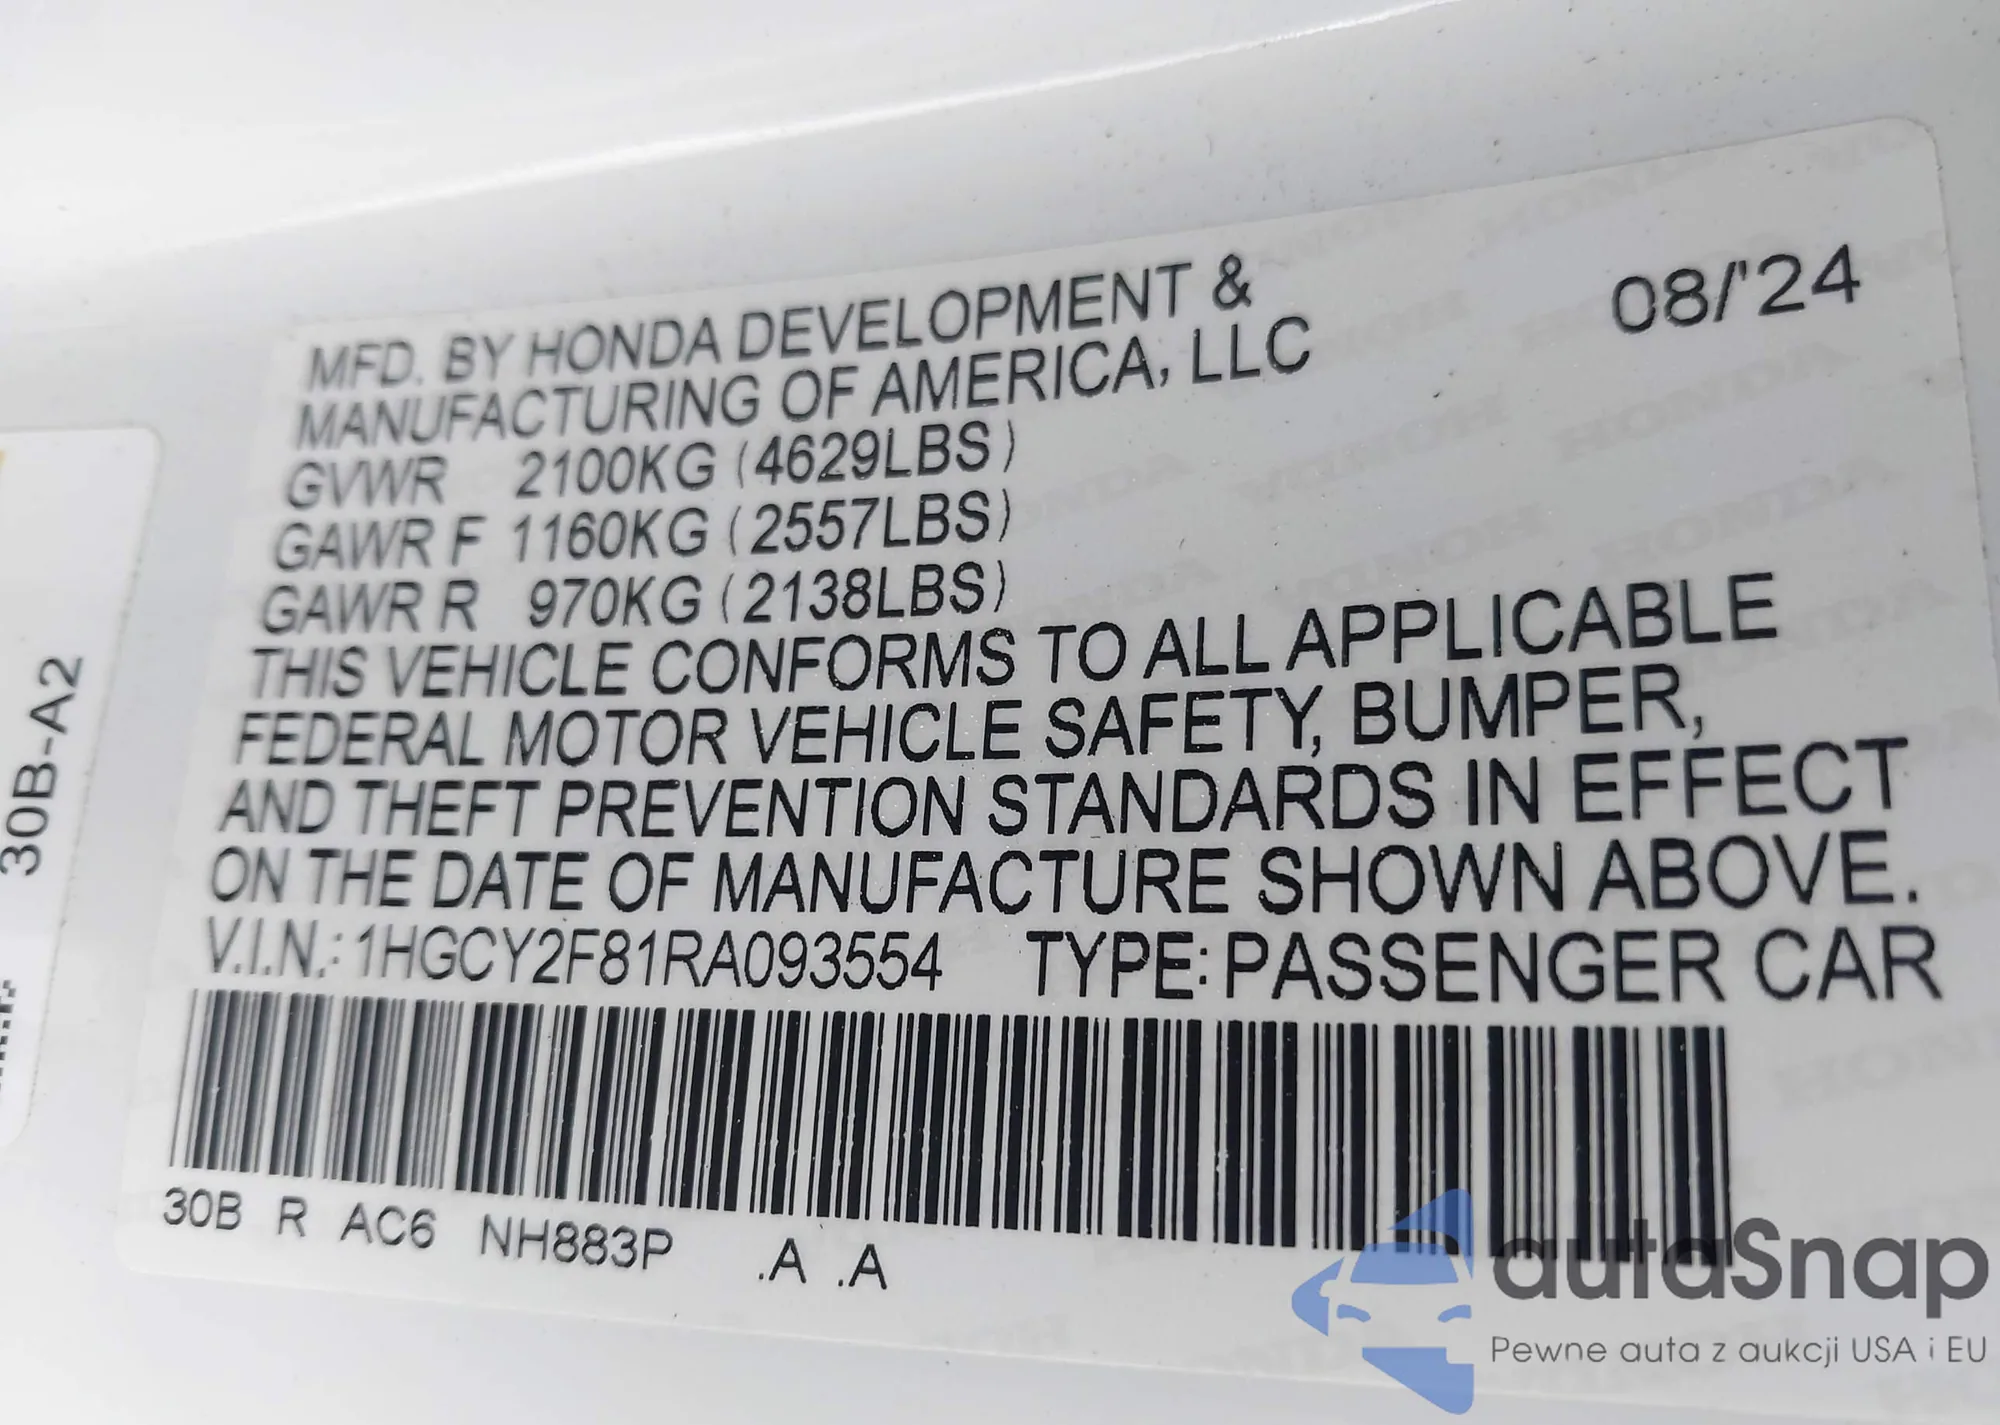 MFD. BY HONDA DEVELOPMENT &
MANUFACTURING OF AMERICA, LLC
08/'24
GVWR 2100KG (4629LBS)
GAWR F 1160KG (2557LBS)
GAWR R 970KG (2138LBS)
THIS VEHICLE CONFORMS TO ALL APPLICABLE
FEDERAL MOTOR VEHICLE SAFETY, BUMPER,
AND THEFT PREVENTION STANDARDS IN EFFECT
ON THE DATE OF MANUFACTURE SHOWN ABOVE.
V.I.N.: 1HGCY2F81RA093554 TYPE: PASSENGER CAR
30B R AC6 NH883P .A .A
30B-A2
autaSnap
Pewne auta z aukcji USA i EU